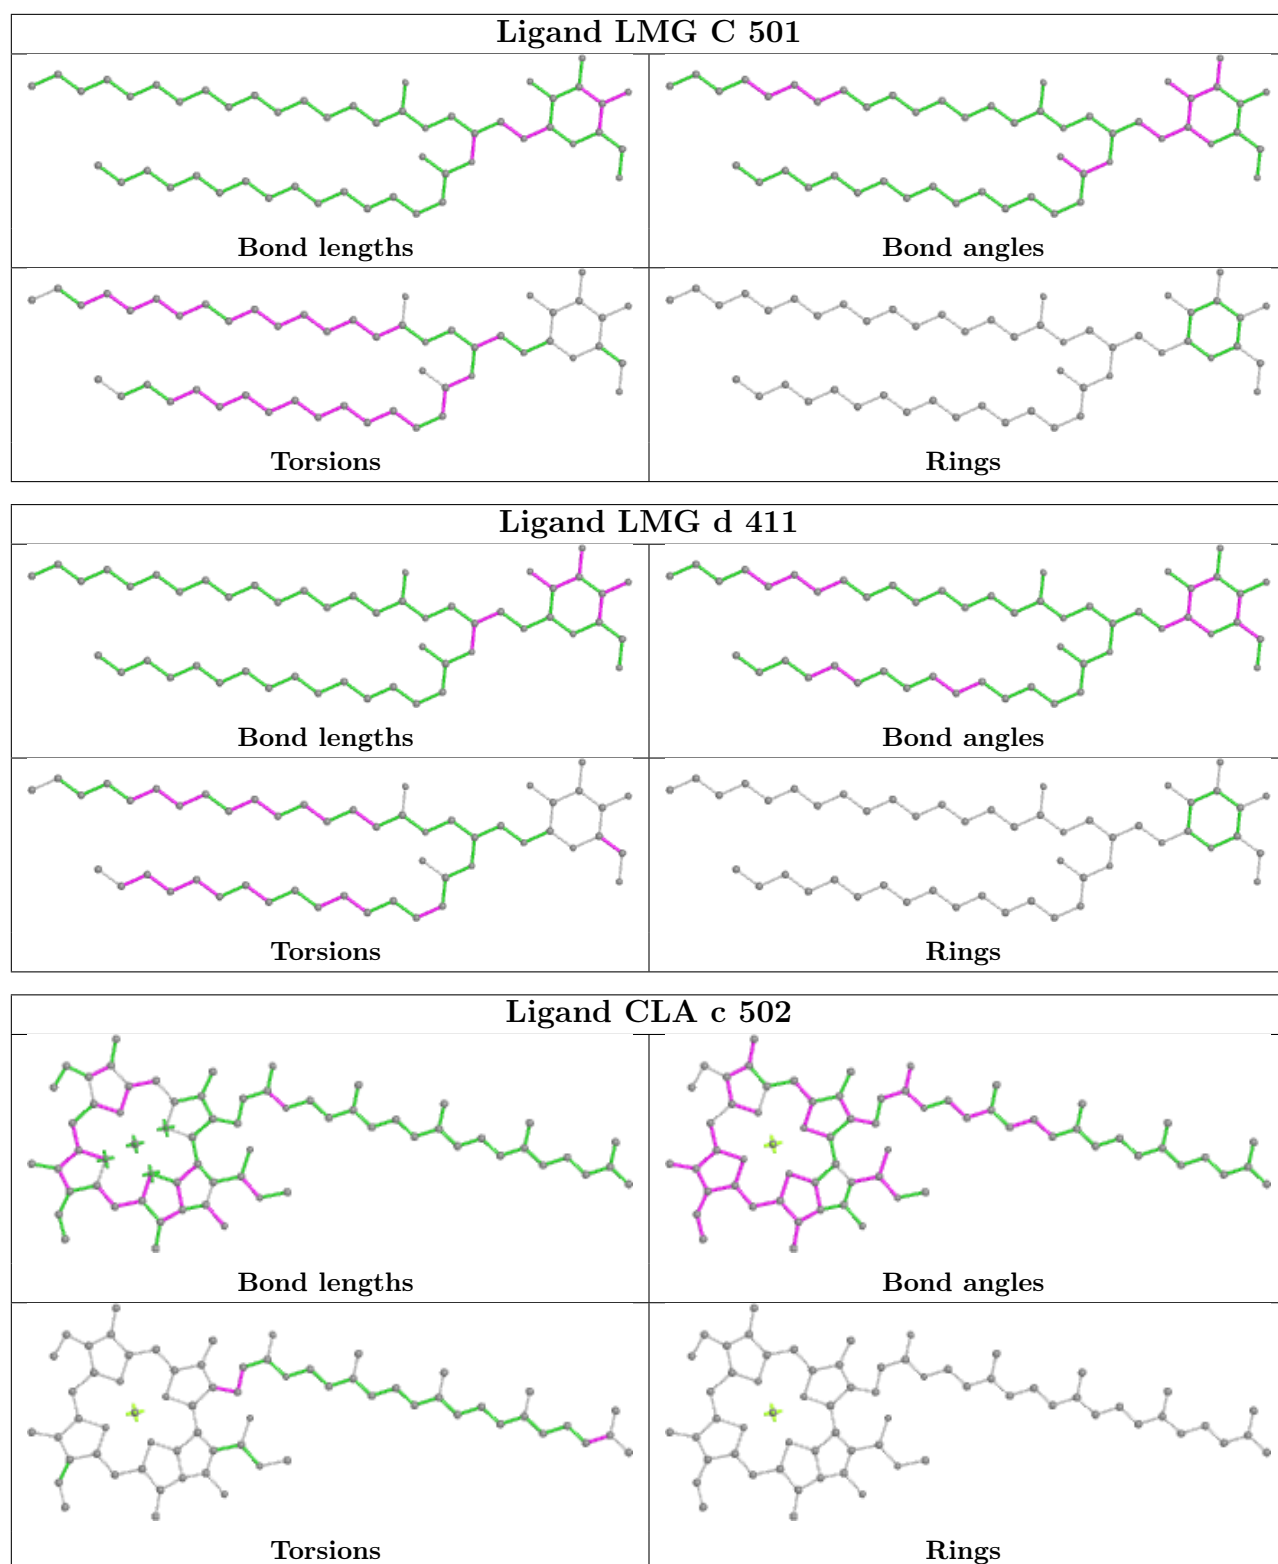 Ligand LMG C 501
Bond lengths
Bond angles
Torsions
Rings
Ligand LMG d 411
Bond lengths
Bond angles
Torsions
Rings
Ligand CLA c 502
Bond lengths
Bond angles
Torsions
Rings